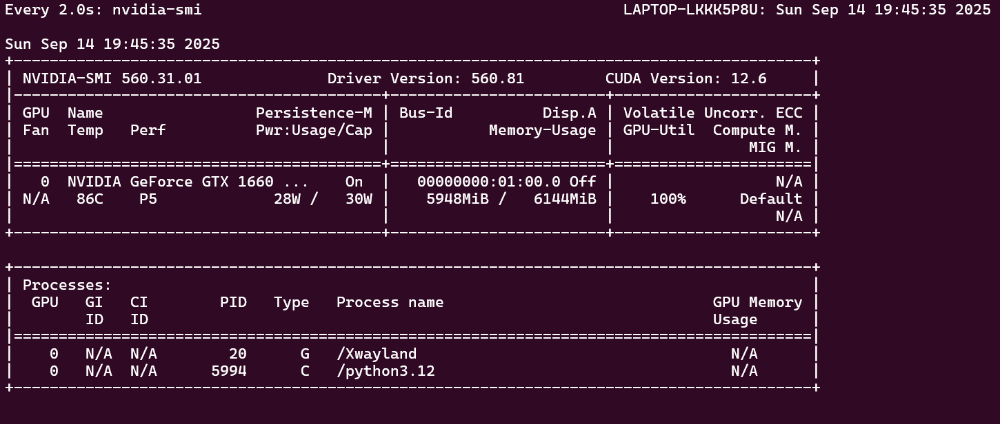 Every 2.0s: nvidia-smi                                               LAPTOP-LKKK5P8U: Sun Sep 14 19:45:35 2025
Sun Sep 14 19:45:35 2025
+-----------------------------------------------------------------------------------------+
| NVIDIA-SMI 560.31.01              Driver Version: 560.81         CUDA Version: 12.6     |
|-----------------------------------------+------------------------+----------------------+
| GPU  Name                 Persistence-M | Bus-Id          Disp.A | Volatile Uncorr. ECC |
| Fan  Temp   Perf          Pwr:Usage/Cap |           Memory-Usage | GPU-Util  Compute M. |
|                                         |                        |               MIG M. |
|=========================================+========================+======================|
|   0  NVIDIA GeForce GTX 1660 ...    On  |   00000000:01:00.0 Off |                  N/A |
| N/A   86C    P5             28W /   30W |    5948MiB /   6144MiB |    100%      Default |
|                                         |                        |                  N/A |
+-----------------------------------------+------------------------+----------------------+
+-----------------------------------------------------------------------------------------+
| Processes:                                                                              |
|  GPU   GI   CI        PID   Type   Process name                              GPU Memory |
|        ID   ID                                                               Usage      |
|=========================================================================================|
|    0   N/A  N/A        20      G   /Xwayland                                   N/A      |
|    0   N/A  N/A      5994      C   /python3.12                                 N/A      |
+-----------------------------------------------------------------------------------------+